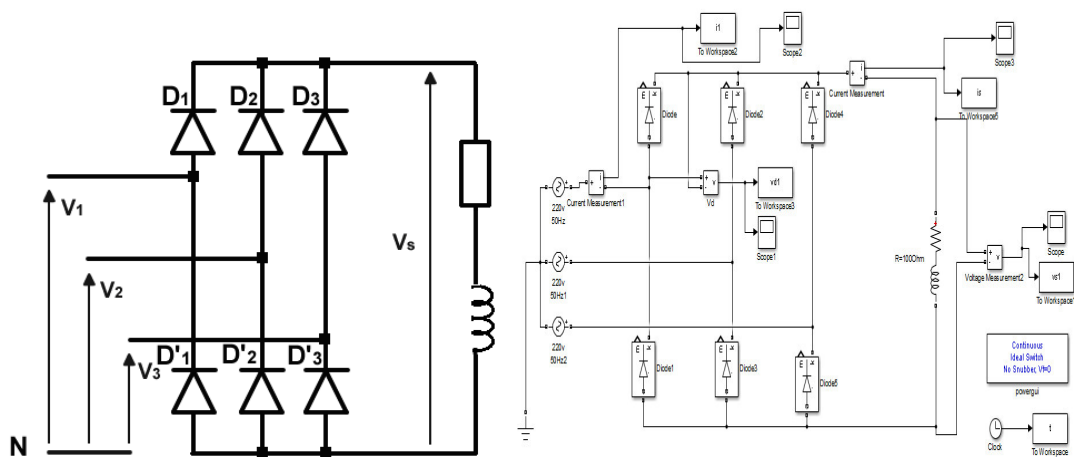 D1
D2
D3
V1
V2
V3
Vs
D'1
D'2
D'3
N
i1
To Workspace2
Scope2
Scope3
Current Measurement
is
To Workspace5
Diode
Diode2
Diode4
Current Measurement1
220v
50Hz
Vd
vd1
To Workspace3
Scope1
220v
50Hz1
220v
50Hz2
R=100Ohm
Scope
Voltage Measurement2
vs1
To Workspace1
Diode1
Diode3
Diode5
Continuous
Ideal Switch
No Snubber, Vf=0
powergui
Clock
t
To Workspace